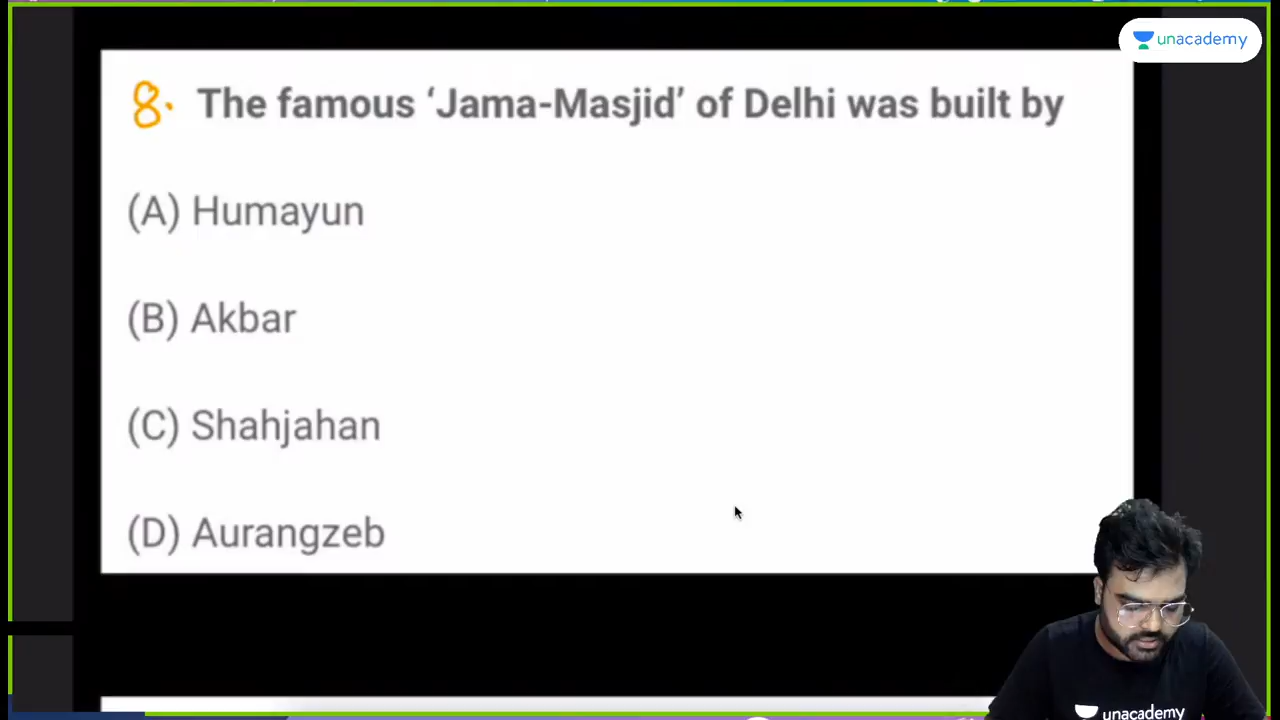 unacademy
8. The famous ‘Jama-Masjid’ of Delhi was built by
(A) Humayun
(B) Akbar
(C) Shahjahan
(D) Aurangzeb
unacademy